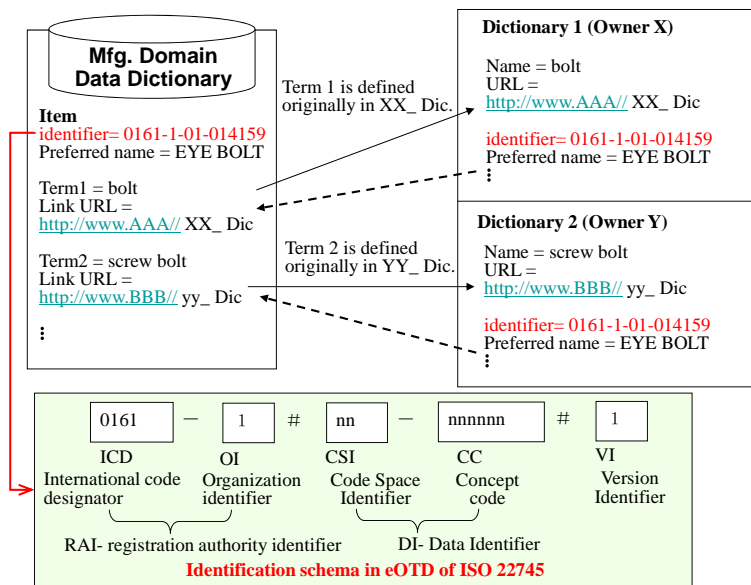 Mfg. Domain
Data Dictionary
Item
identifier= 0161-1-01-014159
Preferred name = EYE BOLT
Term1 = bolt
Link URL =
http://www.AAA// XX_ Dic
Term2 = screw bolt
Link URL =
http://www.BBB// yy_ Dic
⋮
Term 1 is defined
originally in XX_ Dic.
Term 2 is defined
originally in YY_ Dic.
Dictionary 1 (Owner X)
Name = bolt
URL =
http://www.AAA// XX_ Dic
identifier= 0161-1-01-014159
Preferred name = EYE BOLT
⋮
Dictionary 2 (Owner Y)
Name = screw bolt
URL =
http://www.BBB// yy_ Dic
identifier= 0161-1-01-014159
Preferred name = EYE BOLT
⋮
0161 － 1 # nn － nnnnnn # 1
ICD OI CSI CC VI
International code designator
Organization identifier
Code Space Identifier
Concept code
Version Identifier
RAI- registration authority identifier
DI- Data Identifier
Identification schema in eOTD of ISO 22745